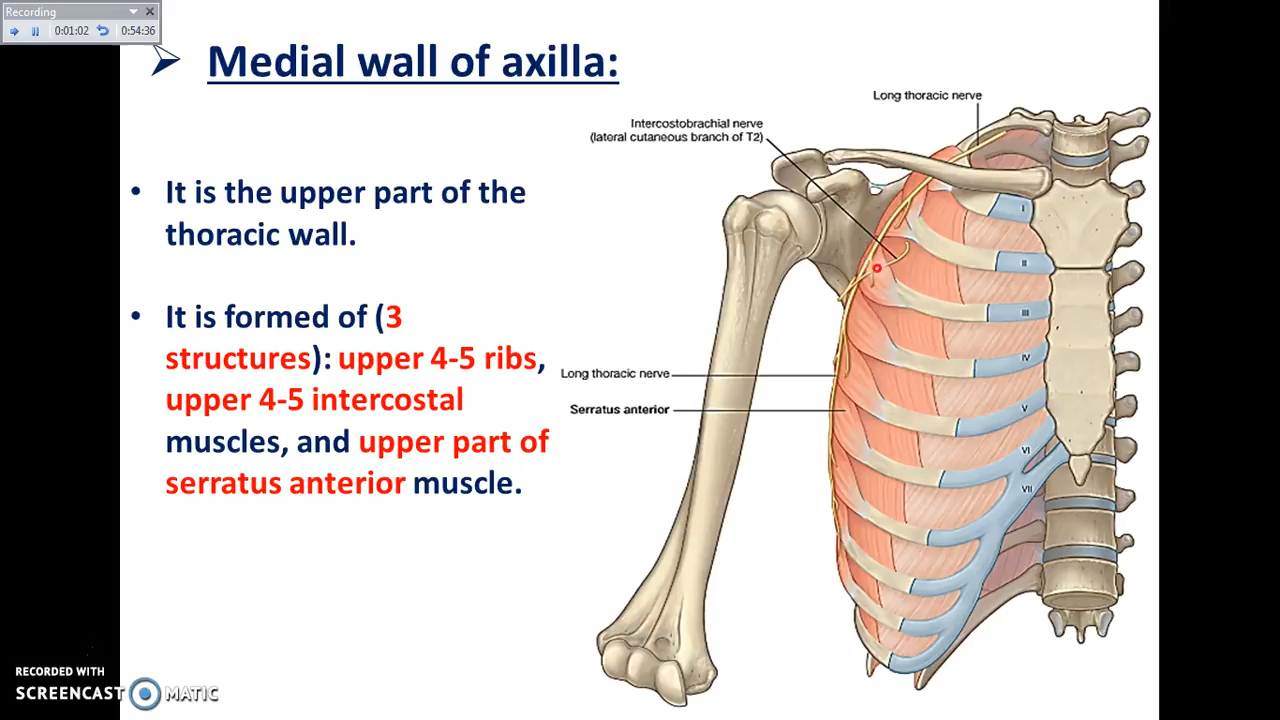 Recording
0:01:02
0:54:36
Medial wall of axilla:
• It is the upper part of the
thoracic wall.
• It is formed of (3
structures): upper 4-5 ribs,
upper 4-5 intercostal
muscles, and upper part of
serratus anterior muscle.
Long thoracic nerve
Intercostobrachial nerve
(lateral cutaneous branch of T2)
I
II
III
IV
Long thoracic nerve
V
Serratus anterior
VI
VII
RECORDED WITH
SCREENCAST MATIC